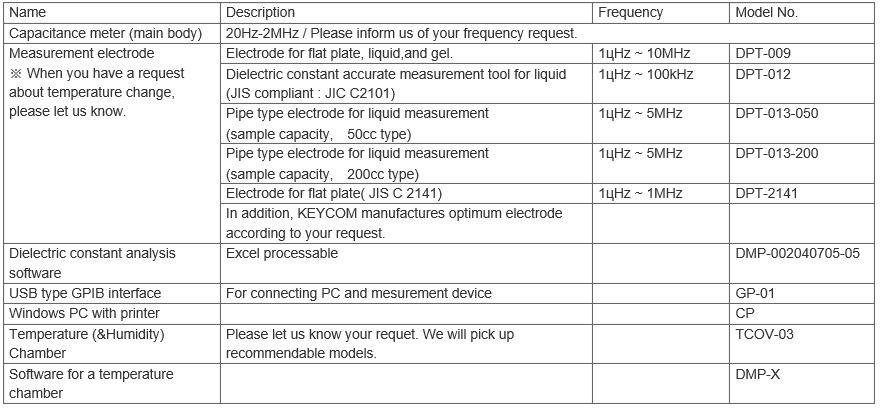 Name Description Frequency Model No.
Capacitance meter (main body) 20Hz-2MHz / Please inform us of your frequency request.
Measurement electrode Electrode for flat plate, liquid,and gel. 1цHz ~ 10MHz DPT-009
※ When you have a request Dielectric constant accurate measurement tool for liquid 1цHz ~ 100kHz DPT-012
about temperature change, (JIS compliant : JIC C2101)
please let us know. Pipe type electrode for liquid measurement 1цHz ~ 5MHz DPT-013-050
(sample capacity, 50cc type)
Pipe type electrode for liquid measurement 1цHz ~ 5MHz DPT-013-200
(sample capacity, 200cc type)
Electrode for flat plate( JIS C 2141) 1цHz ~ 1MHz DPT-2141
In addition, KEYCOM manufactures optimum electrode
according to your request.
Dielectric constant analysis Excel processable DMP-002040705-05
software
USB type GPIB interface For connecting PC and mesurement device GP-01
Windows PC with printer CP
Temperature (&Humidity) Please let us know your requet. We will pick up TCOV-03
Chamber recommendable models.
Software for a temperature DMP-X
chamber